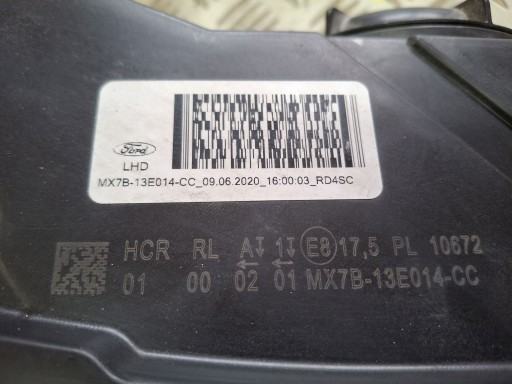 Ford
LHD
MX7B-13E014-CC_09.06.2020_16:00:03_RD4SC
HCR RL A 1 E8 17,5 PL 10672
01 00 02 01 MX7B-13E014-CC